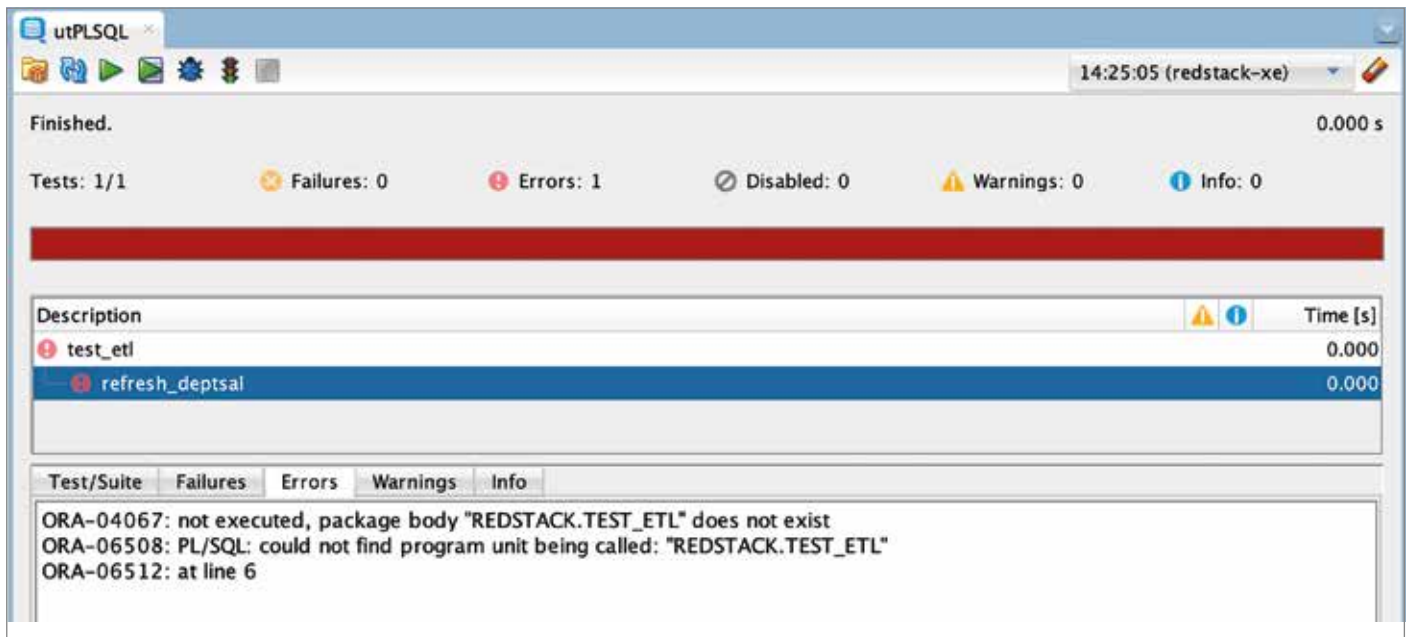 utPLSQL
14:25:05 (redstack-xe)
Finished. 0.000 s
Tests: 1/1 Failures: 0 Errors: 1 Disabled: 0 Warnings: 0 Info: 0
Description Time [s]
test_etl 0.000
refresh_deptsal 0.000
Test/Suite Failures Errors Warnings Info
ORA-04067: not executed, package body "REDSTACK.TEST_ETL" does not exist
ORA-06508: PL/SQL: could not find program unit being called: "REDSTACK.TEST_ETL"
ORA-06512: at line 6